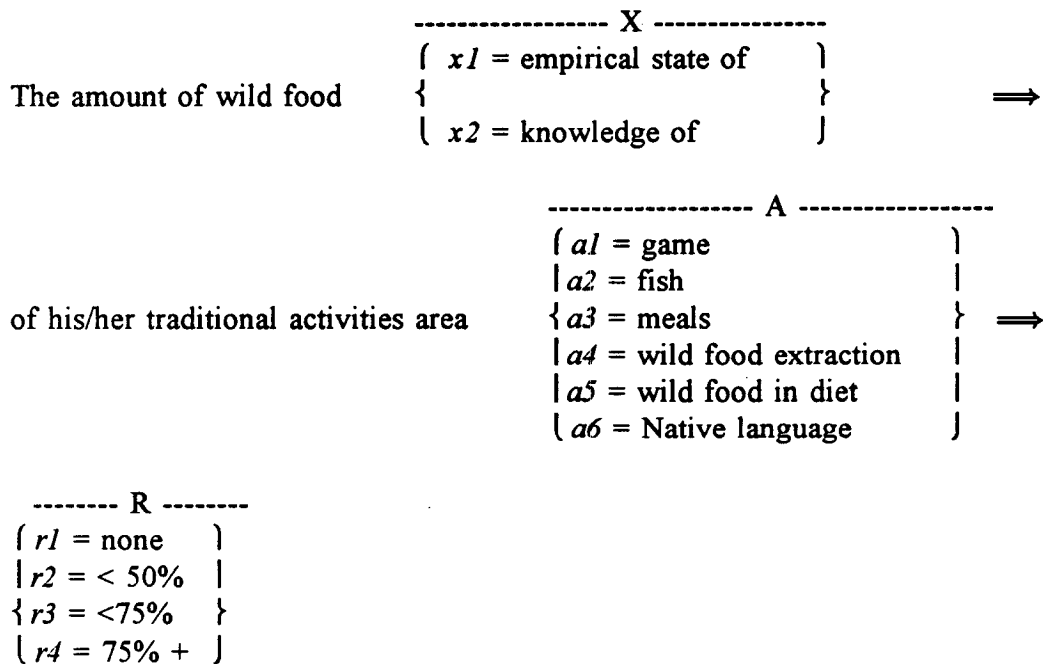 ------------------- X ----------------
⎧ x1 = empirical state of ⎫
The amount of wild food { } ⟹
⎩ x2 = knowledge of ⎭
------------------- A ------------------
⎧ a1 = game ⎫
| a2 = fish |
of his/her traditional activities area { a3 = meals } ⟹
| a4 = wild food extraction |
| a5 = wild food in diet |
⎩ a6 = Native language ⎭
-------- R --------
⎧ r1 = none ⎫
| r2 = < 50% |
{ r3 = <75% }
⎩ r4 = 75% + ⎭